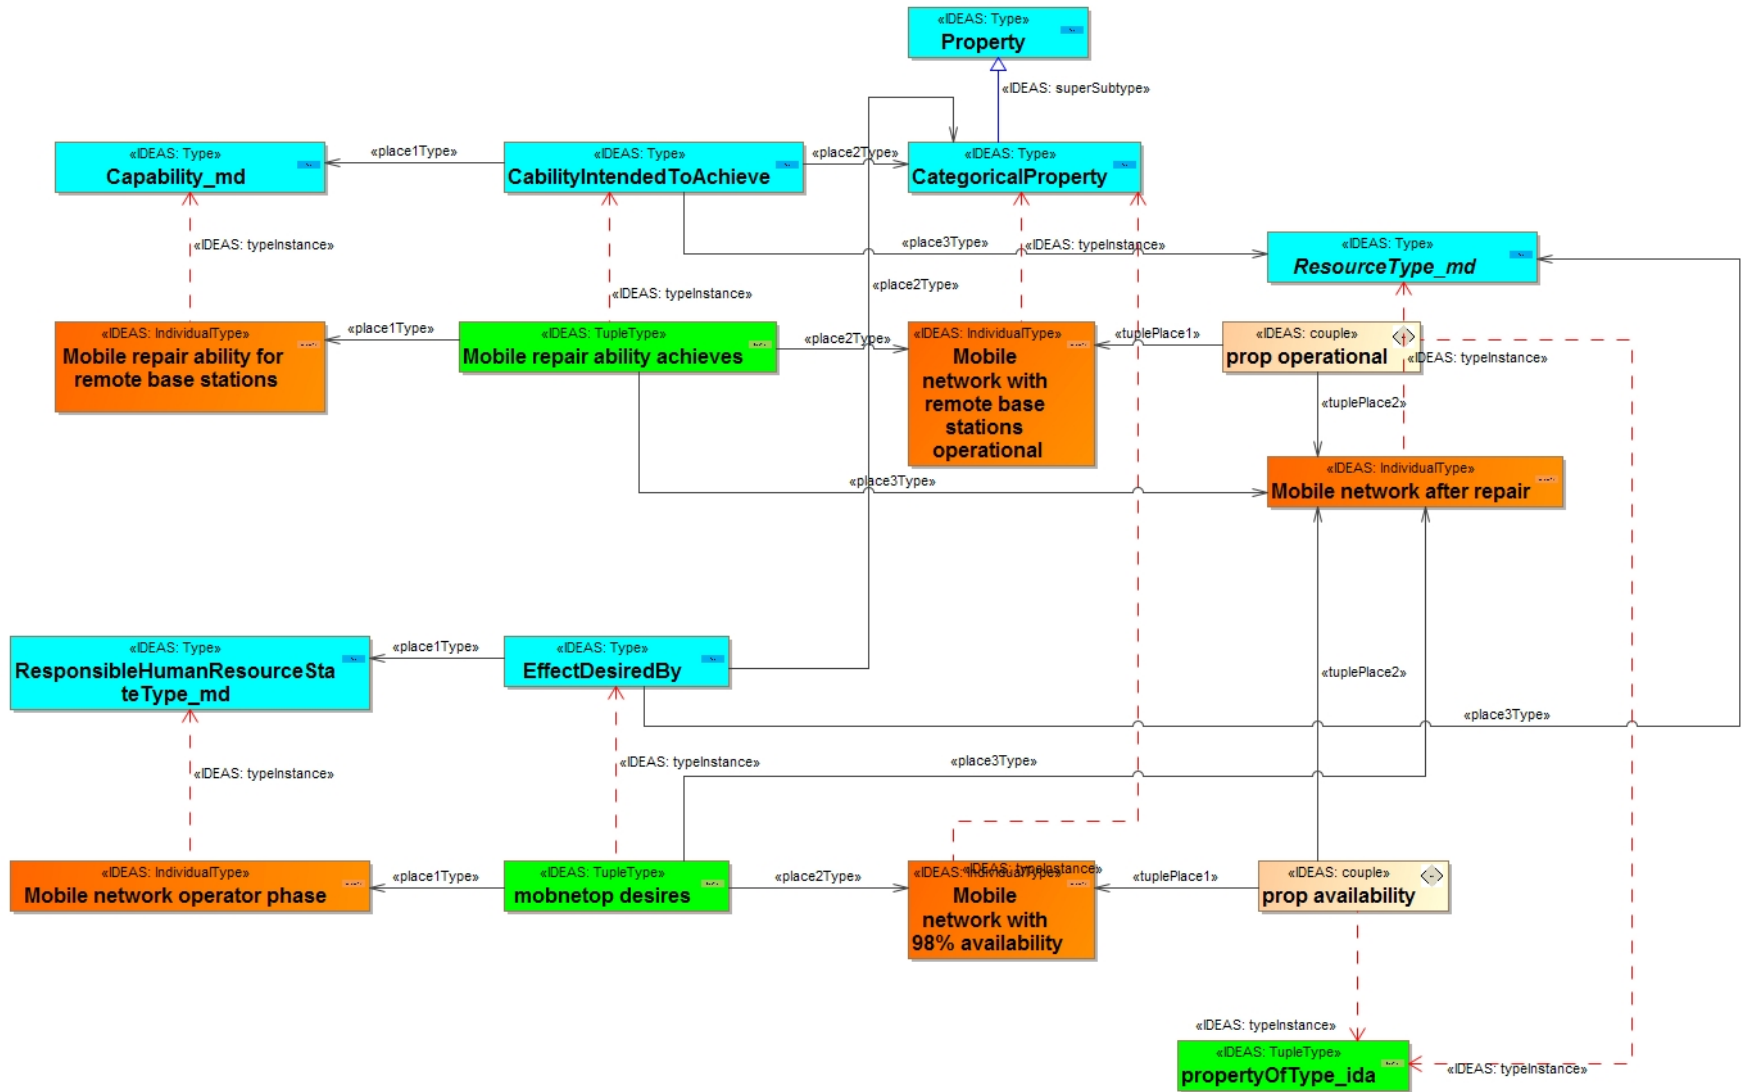 «IDEAS: Type»
Property
«IDEAS: superSubtype»
«IDEAS: Type»
Capability_md
«place1Type»
«IDEAS: Type»
CabilityIntendedToAchieve
«place2Type»
«IDEAS: Type»
CategoricalProperty
«IDEAS: typeInstance»
«place3Type»
«IDEAS: typeInstance»
«IDEAS: Type»
ResourceType_md
«IDEAS: typeInstance»
«place2Type»
«place3Type»
«IDEAS: IndividualType»
Mobile repair ability for
remote base stations
«place1Type»
«IDEAS: TupleType»
Mobile repair ability achieves
«place2Type»
«IDEAS: IndividualType»
Mobile
network with
remote base
stations
operational
«tuplePlace1»
«IDEAS: couple»
prop operational
«IDEAS: typeInstance»
«tuplePlace2»
«place3Type»
«IDEAS: IndividualType»
Mobile network after repair
«IDEAS: Type»
ResponsibleHumanResourceSta
teType_md
«place1Type»
«IDEAS: Type»
EffectDesiredBy
«tuplePlace2»
«IDEAS: typeInstance»
«IDEAS: typeInstance»
«place3Type»
«IDEAS: IndividualType»
Mobile network operator phase
«place1Type»
«IDEAS: TupleType»
mobnetop desires
«place2Type»
«IDEAS: typeInstance»
«IDEAS: IndividualType»
Mobile
network with
98% availability
«tuplePlace1»
«IDEAS: couple»
prop availability
«IDEAS: typeInstance»
«IDEAS: TupleType»
propertyOfType_ida
«IDEAS: typeInstance»